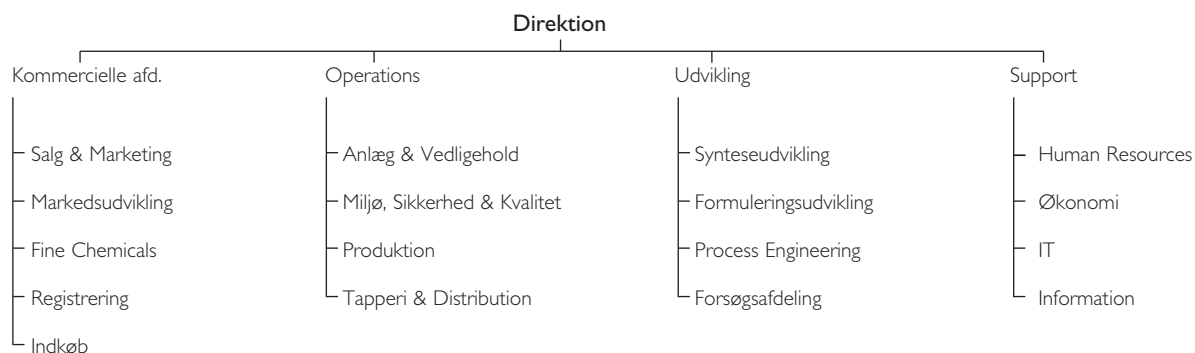 Direktion
Kommercielle afd.
Salg & Marketing
Markedsudvikling
Fine Chemicals
Registrering
Indkøb
Operations
Anlæg & Vedligehold
Miljø, Sikkerhed & Kvalitet
Produktion
Tapperi & Distribution
Udvikling
Synteseudvikling
Formuleringsudvikling
Process Engineering
Forsøgsafdeling
Support
Human Resources
Økonomi
IT
Information